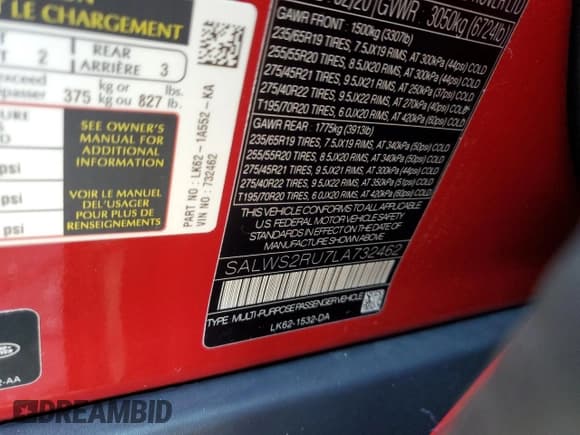 T LE CHARGEMENT
2
REAR
ARRIÈRE
3
kg or
kg ou
lbs.
lb.
375
827
SEE OWNER'S
MANUAL FOR
ADDITIONAL
INFORMATION
VOIR LE MANUEL
DE L'USAGER
POUR PLUS DE
RENSEIGNEMENTS
psi
psi
psi
PART NO : LK62 - 1A552 - KA
VIN NO : 732462
GVWR : 3050kg (6724lb)
GAWR FRONT : 1500kg (3307lb)
235/65R19 TIRES, 7.5JX19 RIMS, AT 300kPa (44psi) COLD
255/55R20 TIRES, 8.5JX20 RIMS, AT 300kPa (44psi) COLD
275/45R21 TIRES, 9.5JX21 RIMS, AT 250kPa (37psi) COLD
275/40R22 TIRES, 9.5JX22 RIMS, AT 270kPa (40psi) COLD
T195/70R20 TIRES, 6.0JX20 RIMS, AT 420kPa (60psi) COLD
GAWR REAR : 1775kg (3913lb)
235/65R19 TIRES, 7.5JX19 RIMS, AT 340kPa (50psi) COLD
255/55R20 TIRES, 8.5JX20 RIMS, AT 340kPa (50psi) COLD
275/45R21 TIRES, 9.5JX21 RIMS, AT 300kPa (44psi) COLD
275/40R22 TIRES, 9.5JX22 RIMS, AT 350kPa (51psi) COLD
T195/70R20 TIRES, 6.0JX20 RIMS, AT 420kPa (60psi) COLD
THIS VEHICLE CONFORMS TO ALL APPLICABLE
U.S FEDERAL MOTOR VEHICLE SAFETY
STANDARDS IN EFFECT ON THE DATE OF
MANUFACTURE SHOWN ABOVE
SALWS2RU7LA732462
TYPE : MULTI-PURPOSE PASSENGER VEHICLE
LK62-1532-DA
DREAMBID